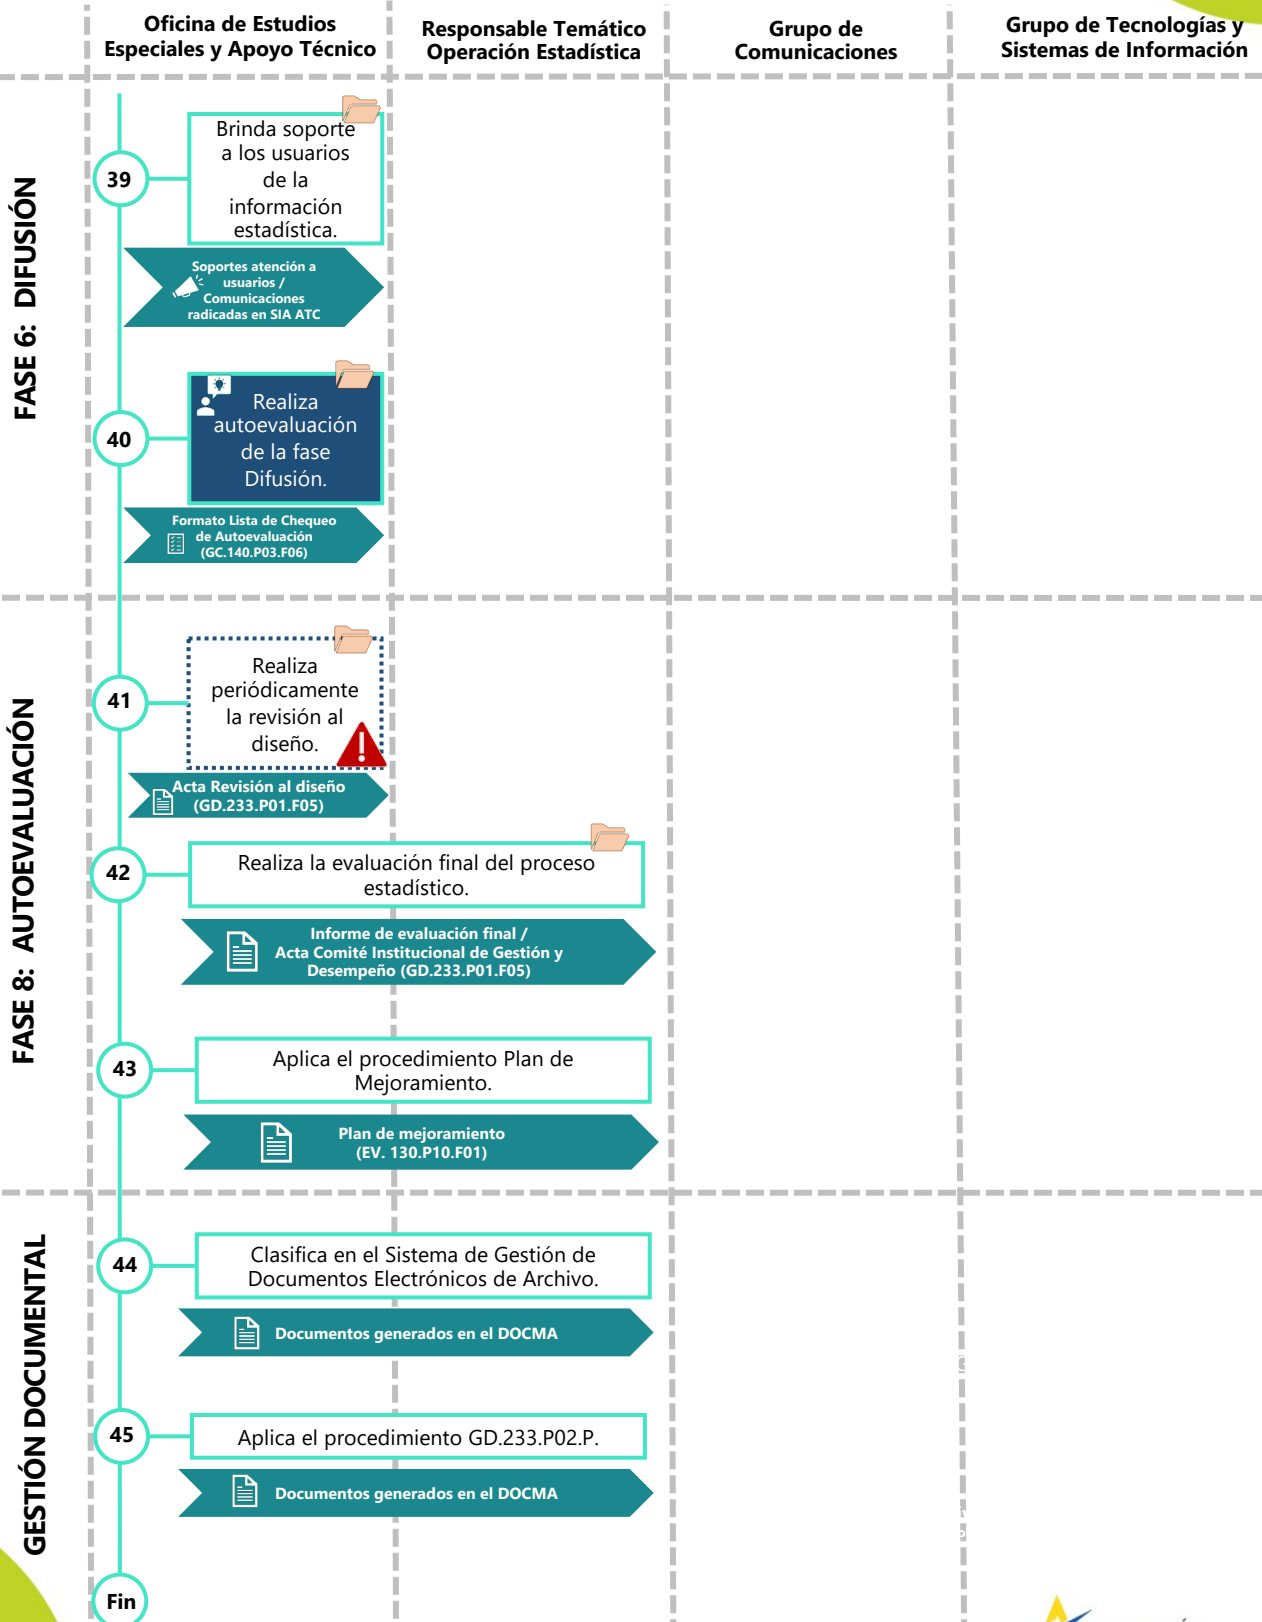 Oficina de Estudios
Especiales y Apoyo Técnico
Responsable Temático
Operación Estadística
Grupo de
Comunicaciones
Grupo de Tecnologías y
Sistemas de Información
FASE 6: DIFUSIÓN
39
Brinda soporte
a los usuarios
de la
información
estadística.
Soportes atención a
usuarios /
Comunicaciones
radicadas en SIA ATC
40
Realiza
autoevaluación
de la fase
Difusión.
Formato Lista de Chequeo
de Autoevaluación
(GC.140.P03.F06)
FASE 8: AUTOEVALUACIÓN
41
Realiza
periódicamente
la revisión al
diseño.
Acta Revisión al diseño
(GD.233.P01.F05)
42
Realiza la evaluación final del proceso
estadístico.
Informe de evaluación final /
Acta Comité Institucional de Gestión y
Desempeño (GD.233.P01.F05)
43
Aplica el procedimiento Plan de
Mejoramiento.
Plan de mejoramiento
(EV. 130.P10.F01)
GESTIÓN DOCUMENTAL
44
Clasifica en el Sistema de Gestión de
Documentos Electrónicos de Archivo.
Documentos generados en el DOCMA
45
Aplica el procedimiento GD.233.P02.P.
Documentos generados en el DOCMA
Fin